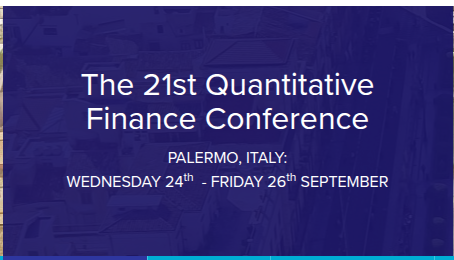 The 21st Quantitative
Finance Conference
PALERMO, ITALY:
WEDNESDAY 24th - FRIDAY 26th SEPTEMBER